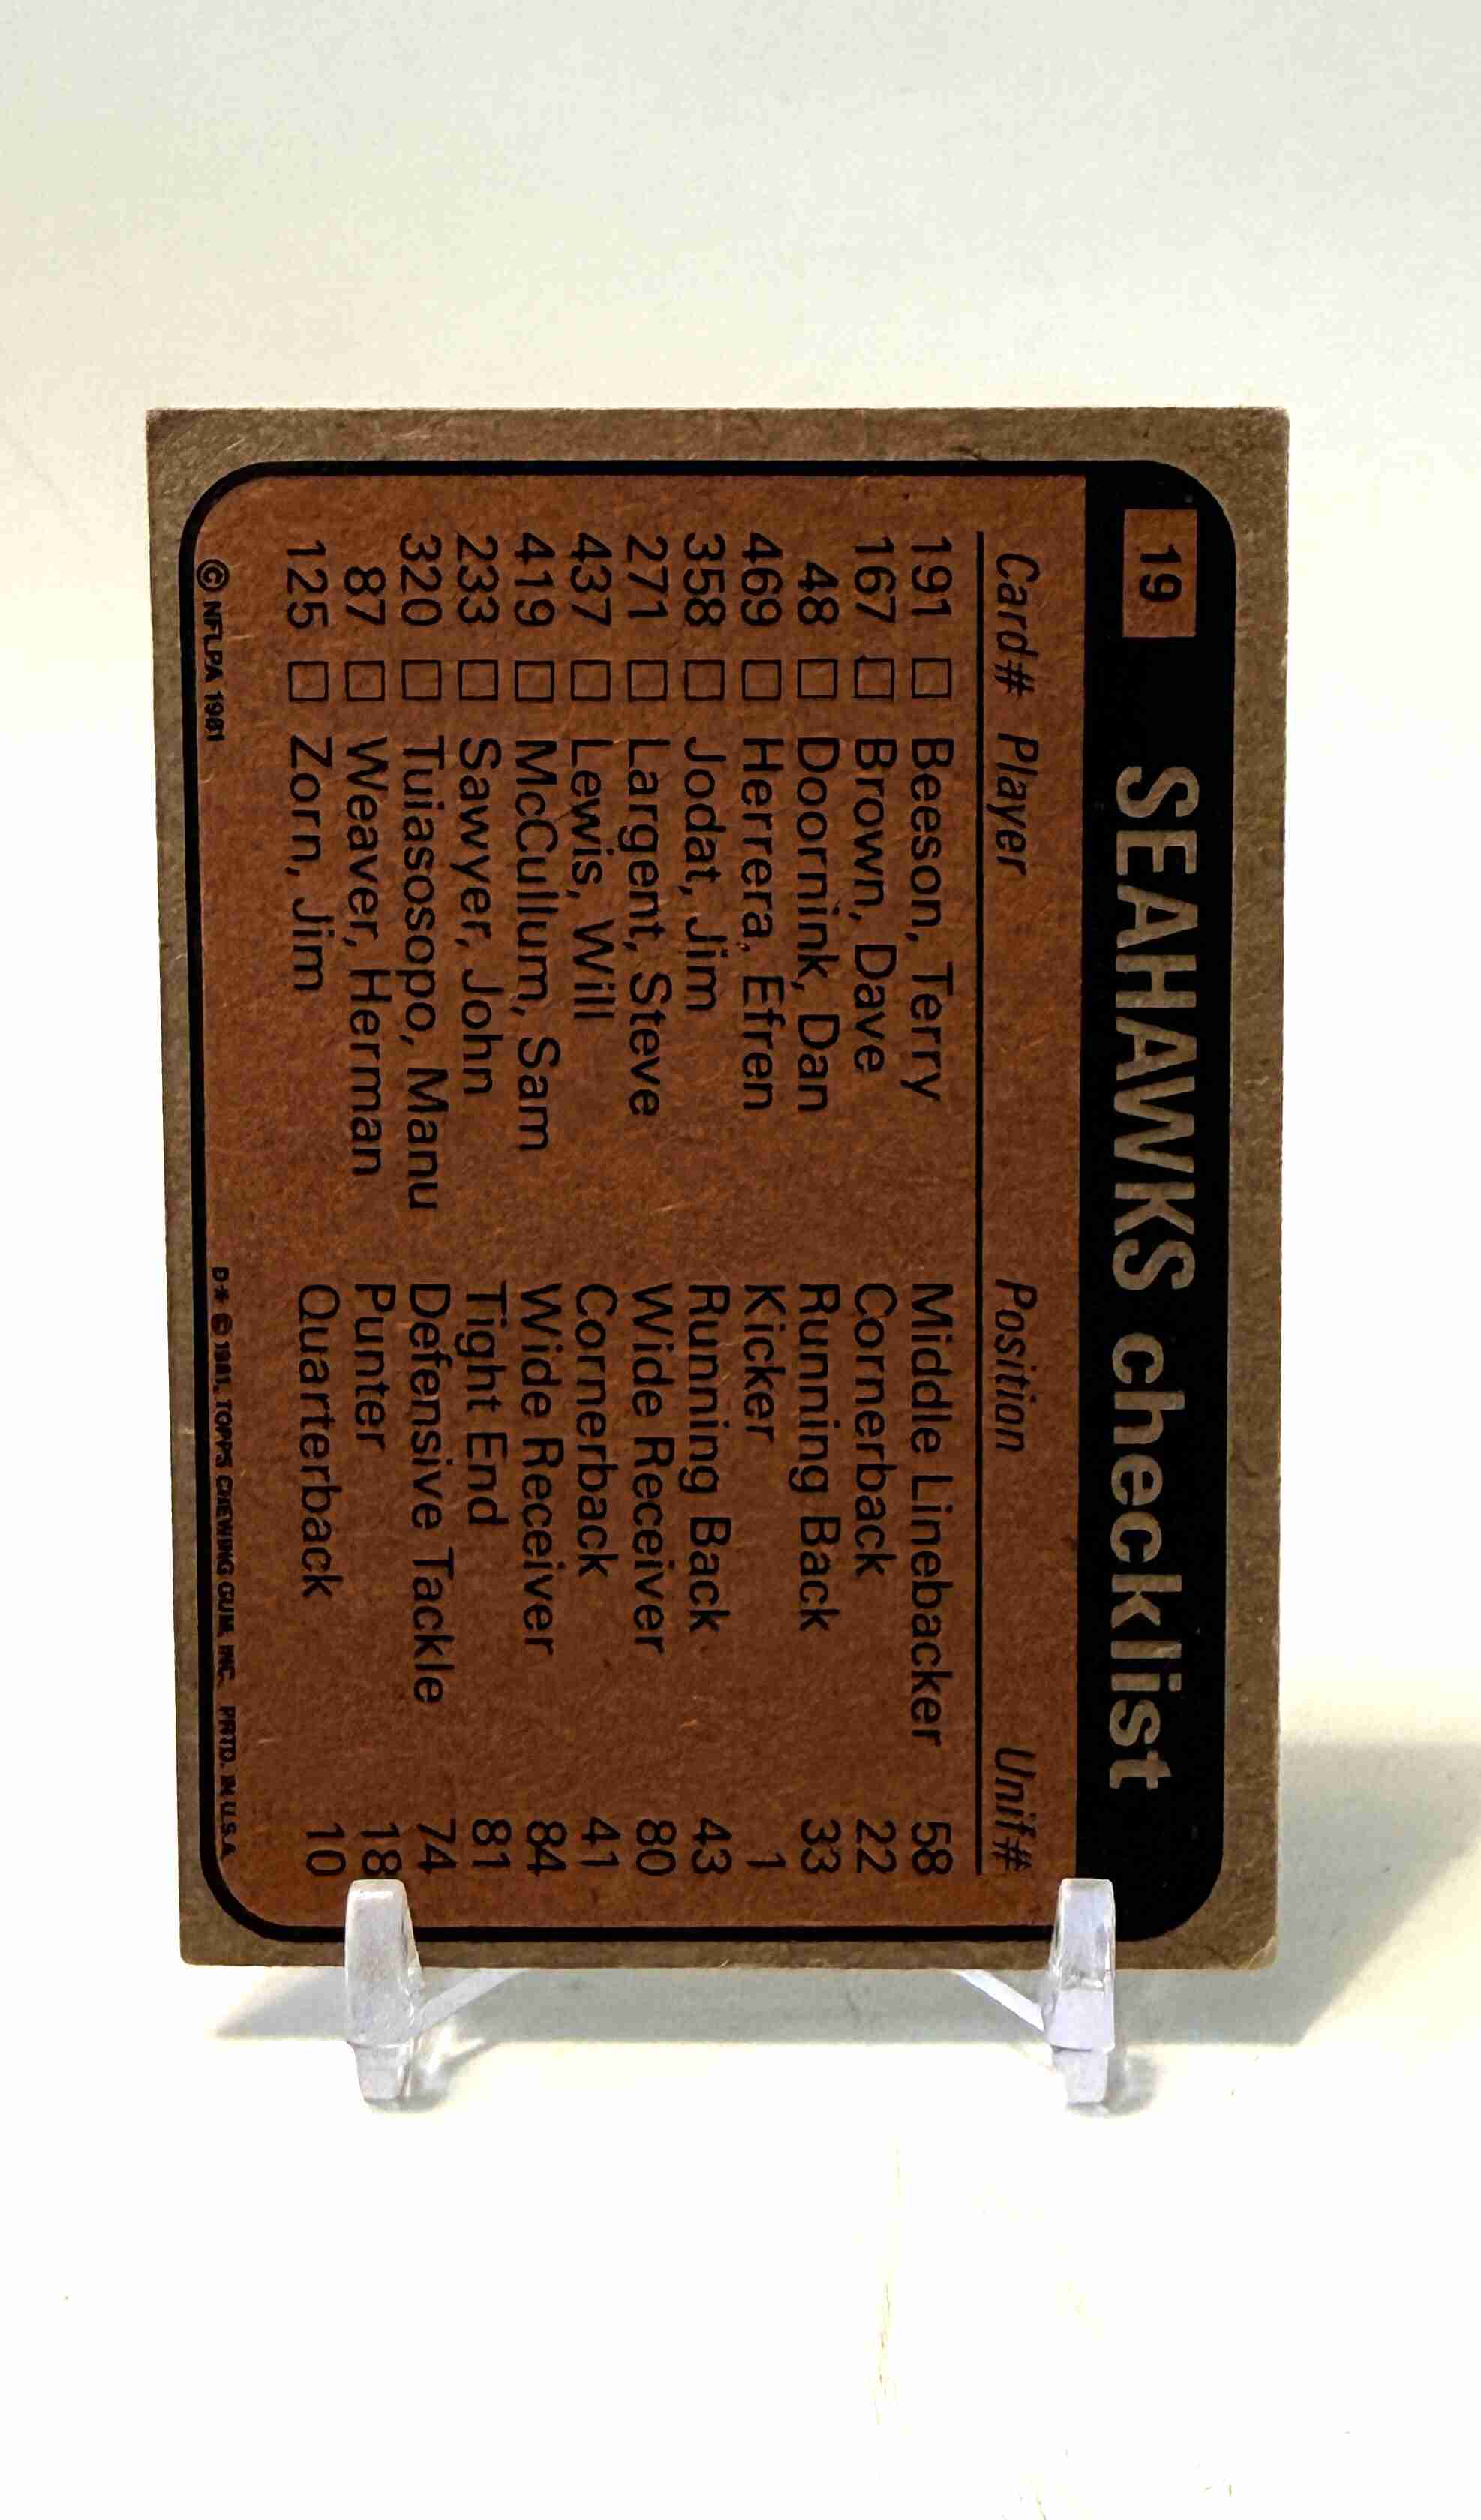 19 SEAHAWKS checklist
Card# Player Position Unif#
191 □ Beeson, Terry Middle Linebacker 58
167 □ Brown, Dave Cornerback 22
48 □ Doornink, Dan Running Back 33
469 □ Herrera, Efren Kicker 1
358 □ Jodat, Jim Running Back 43
271 □ Largent, Steve Wide Receiver 80
437 □ Lewis, Will Cornerback 41
419 □ McCullum, Sam Wide Receiver 84
233 □ Sawyer, John Tight End 81
320 □ Tuiasosopo, Manu Defensive Tackle 74
87 □ Weaver, Herman Punter 18
125 □ Zorn, Jim Quarterback 10
© NFLPA 1981 D* © 1981, TOPPS CHEWING GUM, INC. PRTD. IN U.S.A.